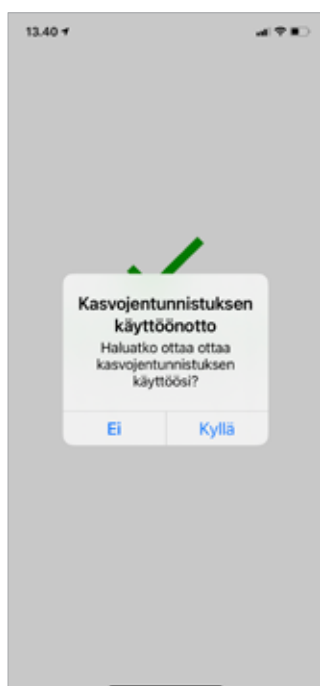 13.40
Kasvojentunnistuksen
käyttöönotto
Haluatko ottaa ottaa
kasvojentunnistuksen
käyttöösi?
Ei
Kyllä